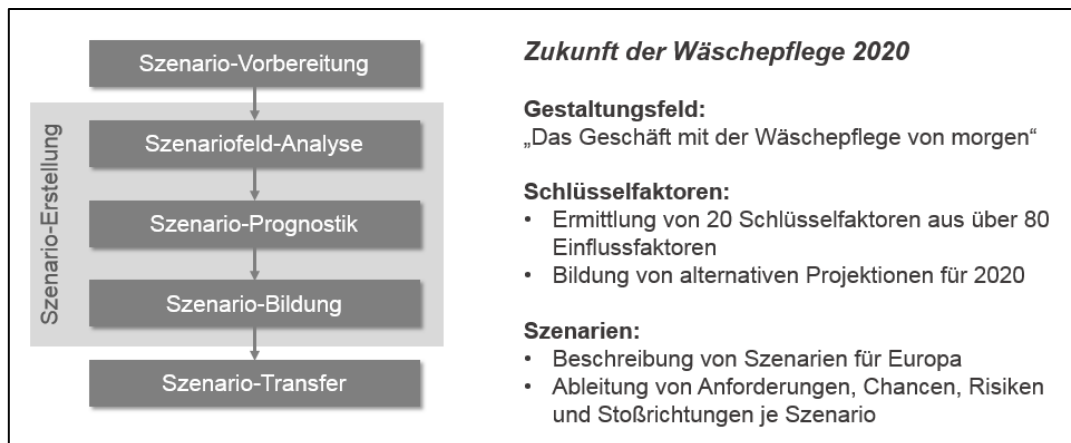 Szenario-Vorbereitung
Szenario-Erstellung
Szenariofeld-Analyse
Szenario-Prognostik
Szenario-Bildung
Szenario-Transfer
Zukunft der Wäschepflege 2020
Gestaltungsfeld:
„Das Geschäft mit der Wäschepflege von morgen“
Schlüsselfaktoren:
• Ermittlung von 20 Schlüsselfaktoren aus über 80
Einflussfaktoren
• Bildung von alternativen Projektionen für 2020
Szenarien:
• Beschreibung von Szenarien für Europa
• Ableitung von Anforderungen, Chancen, Risiken
und Stoßrichtungen je Szenario